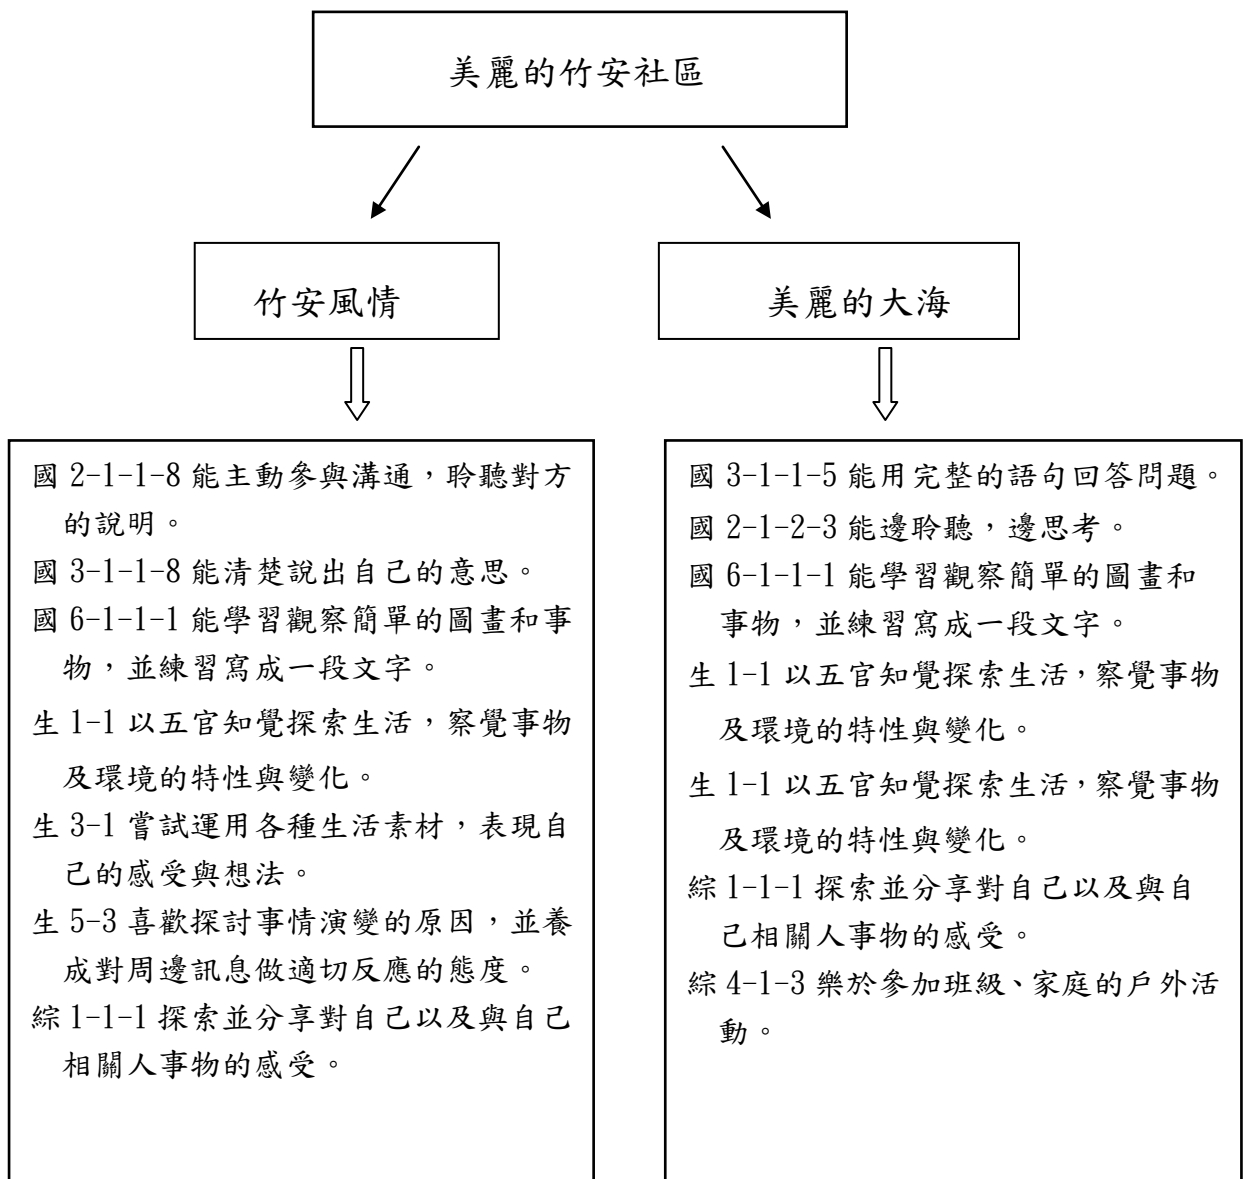 美麗的竹安社區
竹安風情
美麗的大海
國 2-1-1-8 能主動參與溝通，聆聽對方
的說明。
國 3-1-1-8 能清楚說出自己的意思。
國 6-1-1-1 能學習觀察簡單的圖畫和事
物，並練習寫成一段文字。
生 1-1 以五官知覺探索生活，察覺事物
及環境的特性與變化。
生 3-1 嘗試運用各種生活素材，表現自
己的感受與想法。
生 5-3 喜歡探討事情演變的原因，並養
成對周邊訊息做適切反應的態度。
綜 1-1-1 探索並分享對自己以及與自己
相關人事物的感受。
國 3-1-1-5 能用完整的語句回答問題。
國 2-1-2-3 能邊聆聽，邊思考。
國 6-1-1-1 能學習觀察簡單的圖畫和
事物，並練習寫成一段文字。
生 1-1 以五官知覺探索生活，察覺事物
及環境的特性與變化。
生 1-1 以五官知覺探索生活，察覺事物
及環境的特性與變化。
綜 1-1-1 探索並分享對自己以及與自
己相關人事物的感受。
綜 4-1-3 樂於參加班級、家庭的戶外活
動。